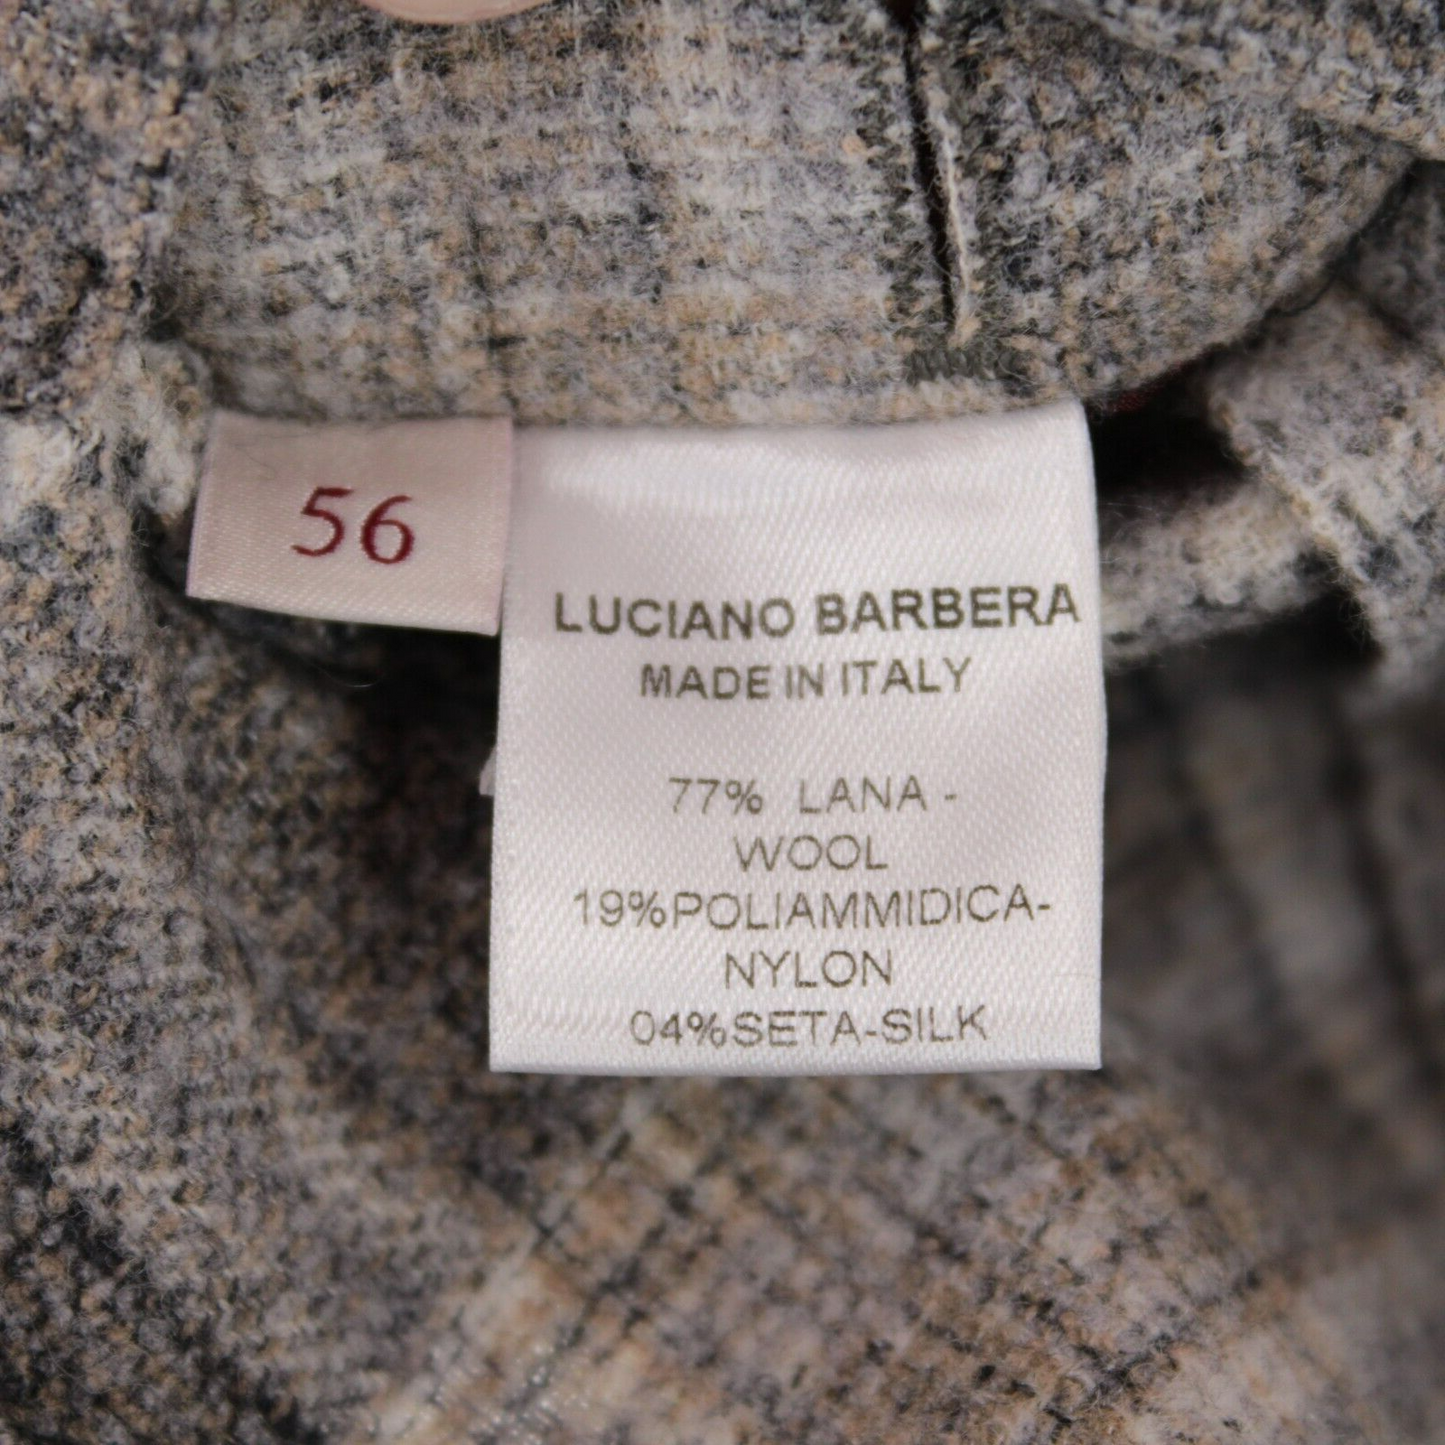 56
LUCIANO BARBERA
MADE IN ITALY
77% LANA -
WOOL
19%POLIAMMIDICA-
NYLON
04%SETA-SILK